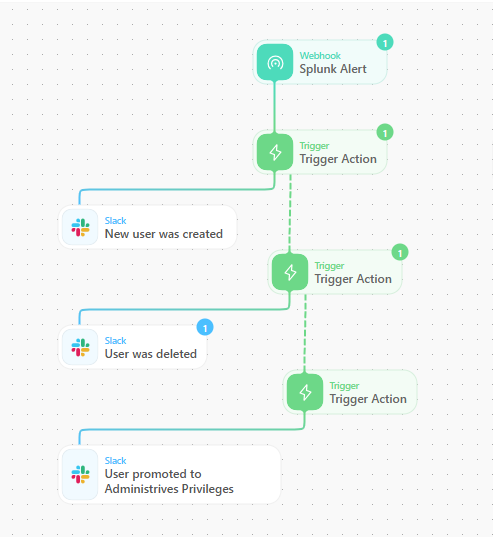 1
Webhook
Splunk Alert
1
Trigger
Trigger Action
Slack
New user was created
1
Trigger
Trigger Action
1
Slack
User was deleted
Trigger
Trigger Action
Slack
User promoted to
Administrives Privileges